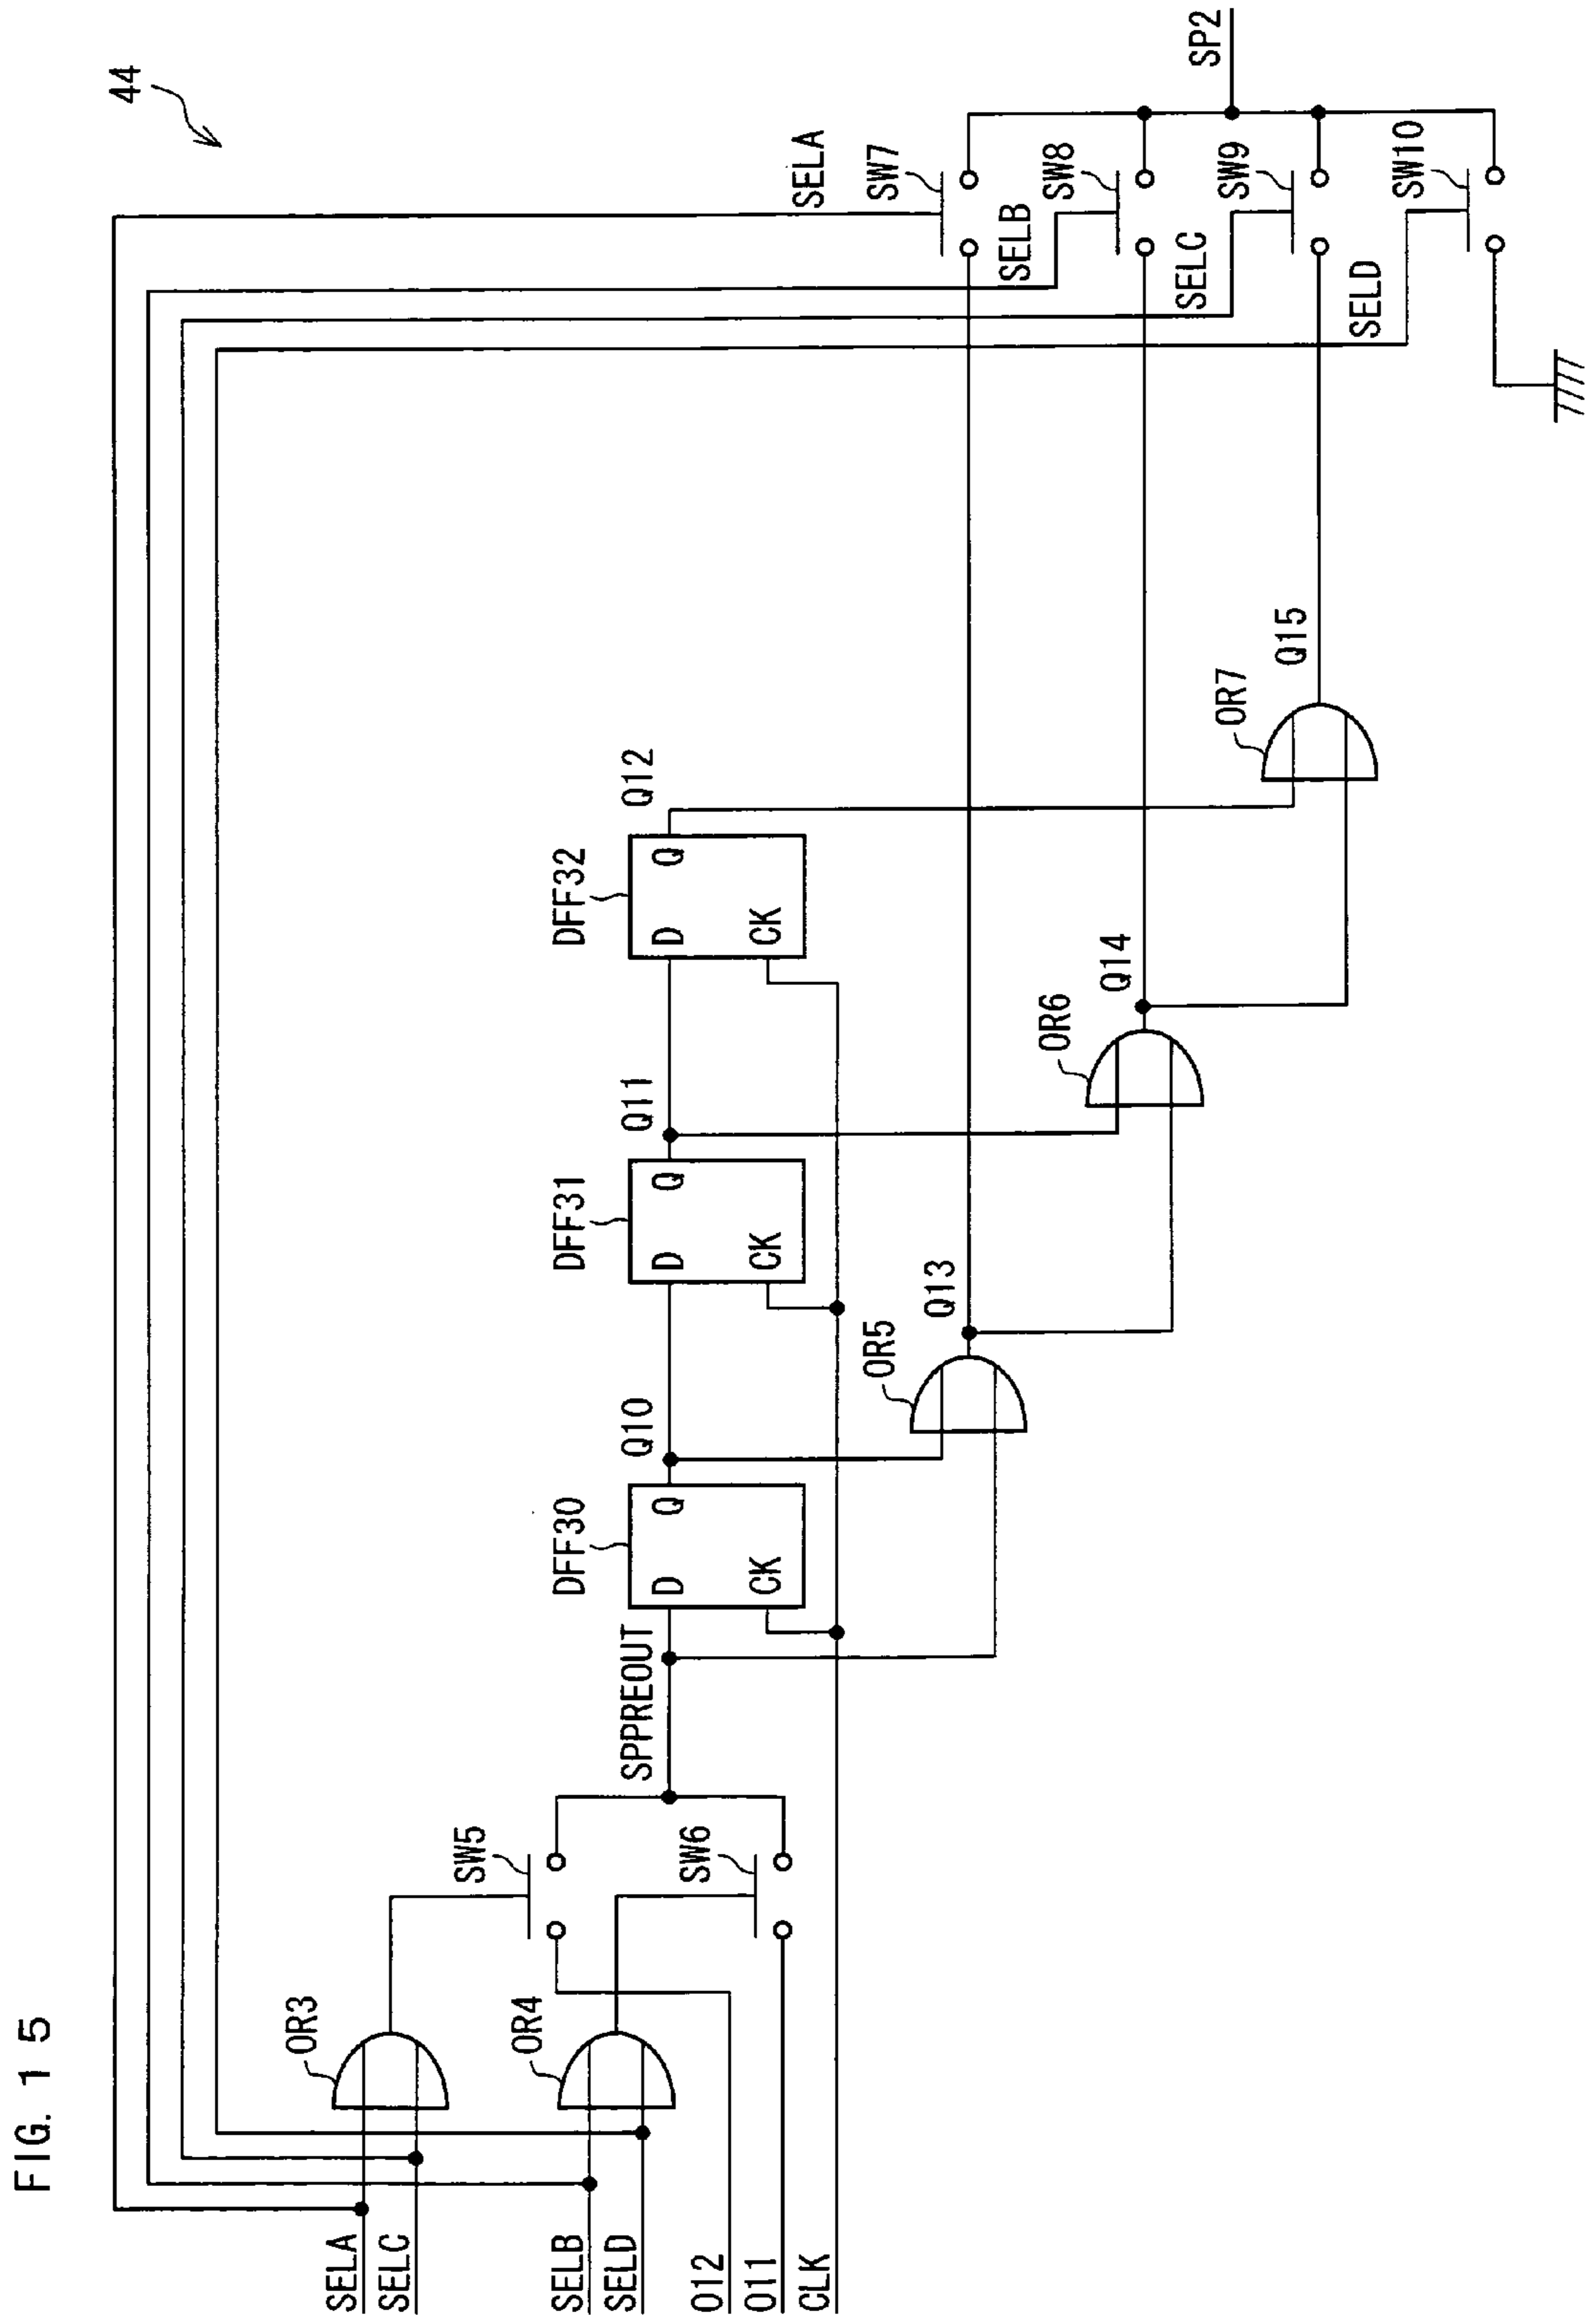 FIG. 15
44
SELA
SELC
SELB
SELD
O12
O11
CLK
OR3
OR4
SW5
SW6
SPPREOUT
DFF30
D
Q
CK
Q10
DFF31
D
Q
CK
Q11
DFF32
D
Q
CK
Q12
OR5
Q13
OR6
Q14
OR7
Q15
SELA
SW7
SELB
SW8
SELC
SW9
SELD
SW10
SP2